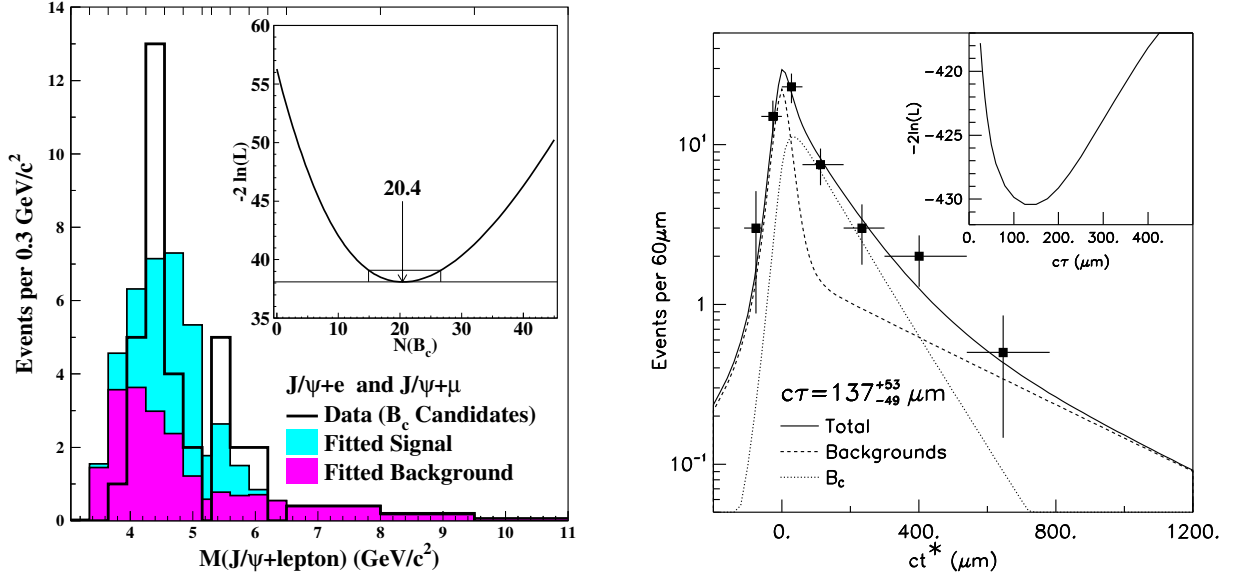 Events per 0.3 GeV/c²
14
12
10
8
6
4
2
0
4 5 6 7 8 9 10 11
M(J/ψ+lepton) (GeV/c²)
-2 ln(L)
60
55
50
45
40
35
20.4
0 10 20 30 40
N(B_c)
J/ψ+e and J/ψ+μ
Data (B_c Candidates)
Fitted Signal
Fitted Background
Events per 60μm
10¹
1
10⁻¹
0. 400. 800. 1200.
ct* (μm)
-2ln(L)
−420
−425
−430
0. 100. 200. 300. 400.
cτ (μm)
cτ=137⁺⁵³₋₄₉ μm
Total
Backgrounds
B_c